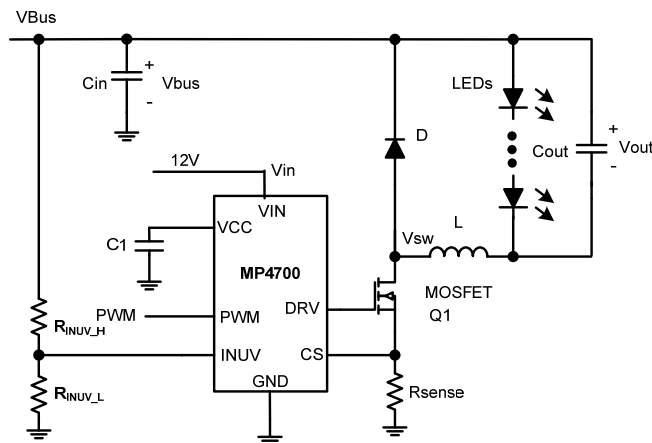 VBus
Cin
+
Vbus
-
LEDs
D
Cout
+
Vout
-
12V
Vin
VIN
VCC
C1
MP4700
Vsw
L
MOSFET
Q1
DRV
PWM
PWM
RINUV_H
INUV
CS
GND
RINUV_L
Rsense